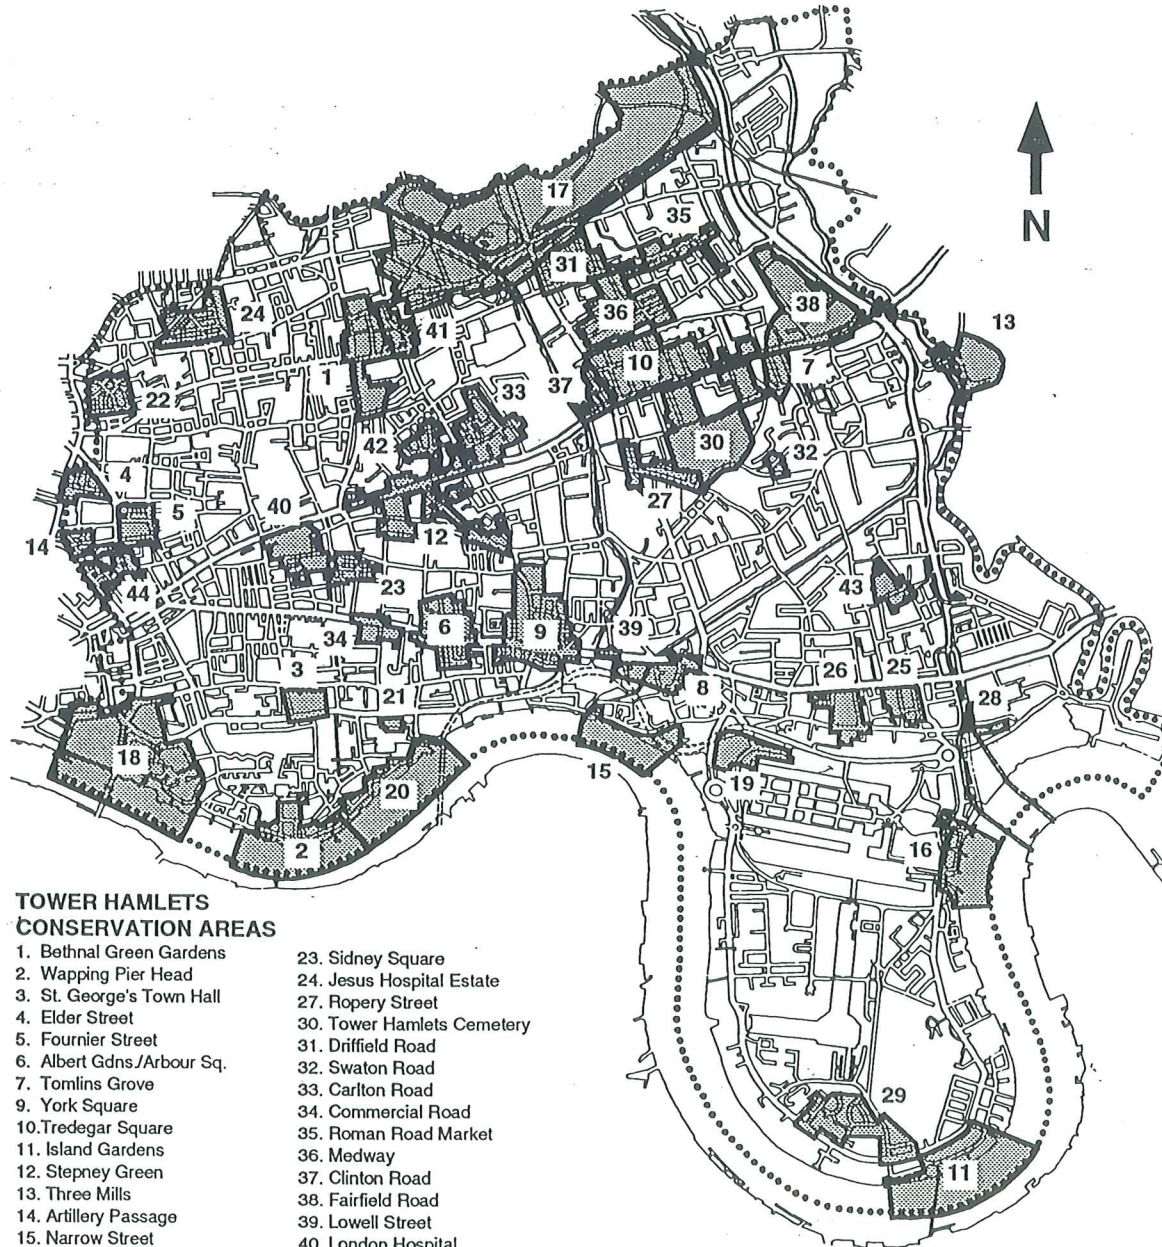 17
35
N
31
24
36
38
13
41
10
1
37
7
33
22
42
30
32
4
27
40
5
12
14
23
43
44
6
9
39
34
3
26
25
21
8
28
18
15
19
20
16
2
29
11
TOWER HAMLETS
CONSERVATION AREAS
1. Bethnal Green Gardens
2. Wapping Pier Head
3. St. George's Town Hall
4. Elder Street
5. Fournier Street
6. Albert Gdns./Arbour Sq.
7. Tomlins Grove
9. York Square
10.Tredegar Square
11. Island Gardens
12. Stepney Green
13. Three Mills
14. Artillery Passage
15. Narrow Street
23. Sidney Square
24. Jesus Hospital Estate
27. Ropery Street
30. Tower Hamlets Cemetery
31. Driffield Road
32. Swaton Road
33. Carlton Road
34. Commercial Road
35. Roman Road Market
36. Medway
37. Clinton Road
38. Fairfield Road
39. Lowell Street
40. London Hospital